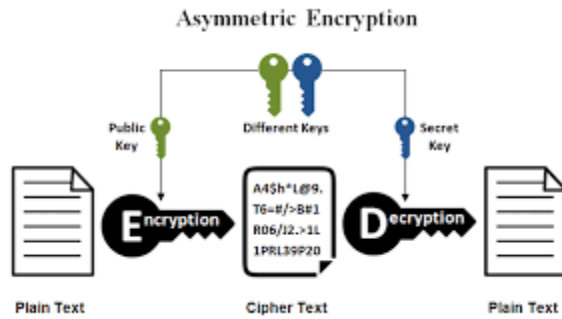 Asymmetric Encryption
Public
Key
Different Keys
Secret
Key
Encryption
A4$h*L@9.
T6=#/>B#1
R06/J2.>1L
1PRL39P20
Decryption
Plain Text
Cipher Text
Plain Text